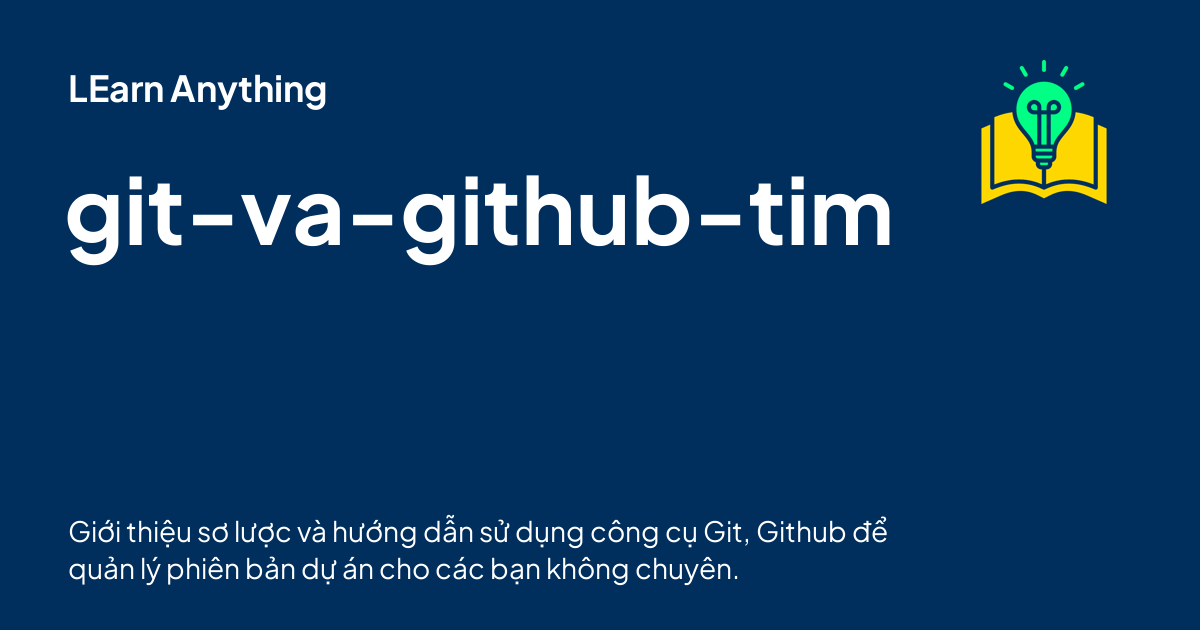 LEarn Anything
git-va-github-tim
Giới thiệu sơ lược và hướng dẫn sử dụng công cụ Git, Github để
quản lý phiên bản dự án cho các bạn không chuyên.